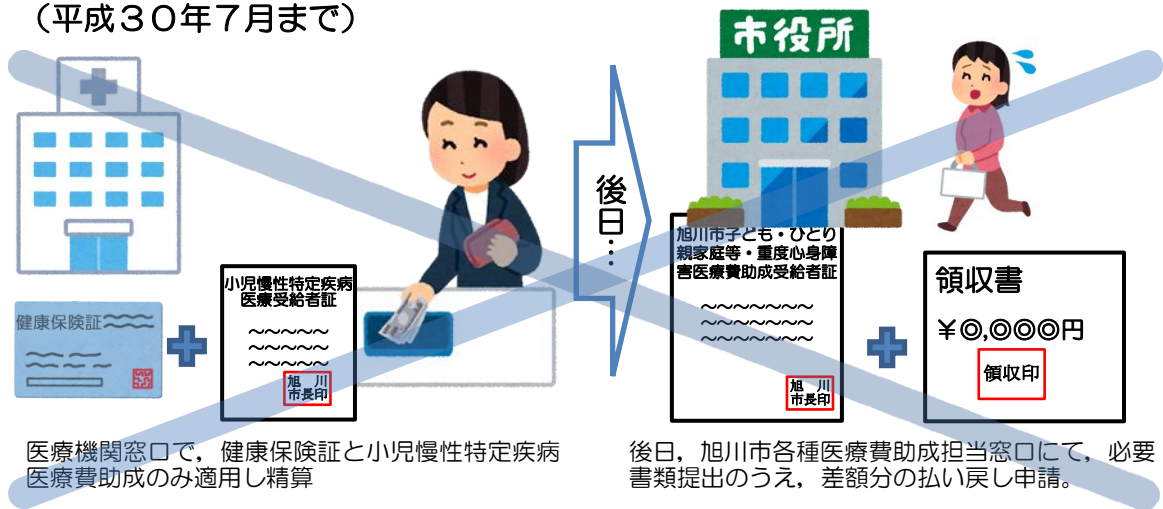 （平成３０年７月まで）
健康保険証
小児慢性特定疾病
医療受給者証
旭　川
市長印
後日…
市役所
旭川市子ども・ひとり
親家庭等・重度心身障
害医療費助成受給者証
旭　川
市長印
領収書
￥◎,◎◎◎円
領収印
医療機関窓口で，健康保険証と小児慢性特定疾病
医療費助成のみ適用し精算
後日，旭川市各種医療費助成担当窓口にて，必要
書類提出のうえ，差額分の払い戻し申請。